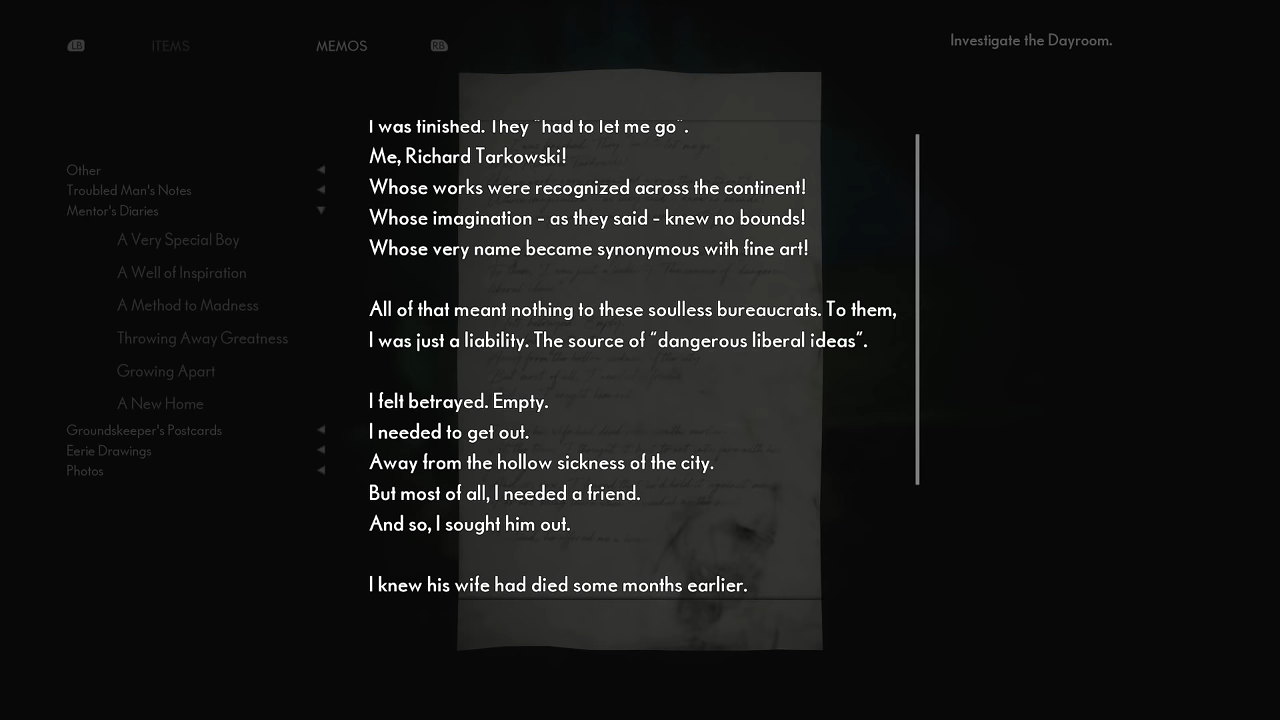 LB
ITEMS
MEMOS
RB
Investigate the Dayroom.
Other
Troubled Man's Notes
Mentor's Diaries
A Very Special Boy
A Well of Inspiration
A Method to Madness
Throwing Away Greatness
Growing Apart
A New Home
Groundskeeper's Postcards
Eerie Drawings
Photos
I was finished. They "had to let me go".
Me, Richard Tarkowski!
Whose works were recognized across the continent!
Whose imagination - as they said - knew no bounds!
Whose very name became synonymous with fine art!
All of that meant nothing to these soulless bureaucrats. To them,
I was just a liability. The source of "dangerous liberal ideas".
I felt betrayed. Empty.
I needed to get out.
Away from the hollow sickness of the city.
But most of all, I needed a friend.
And so, I sought him out.
I knew his wife had died some months earlier.